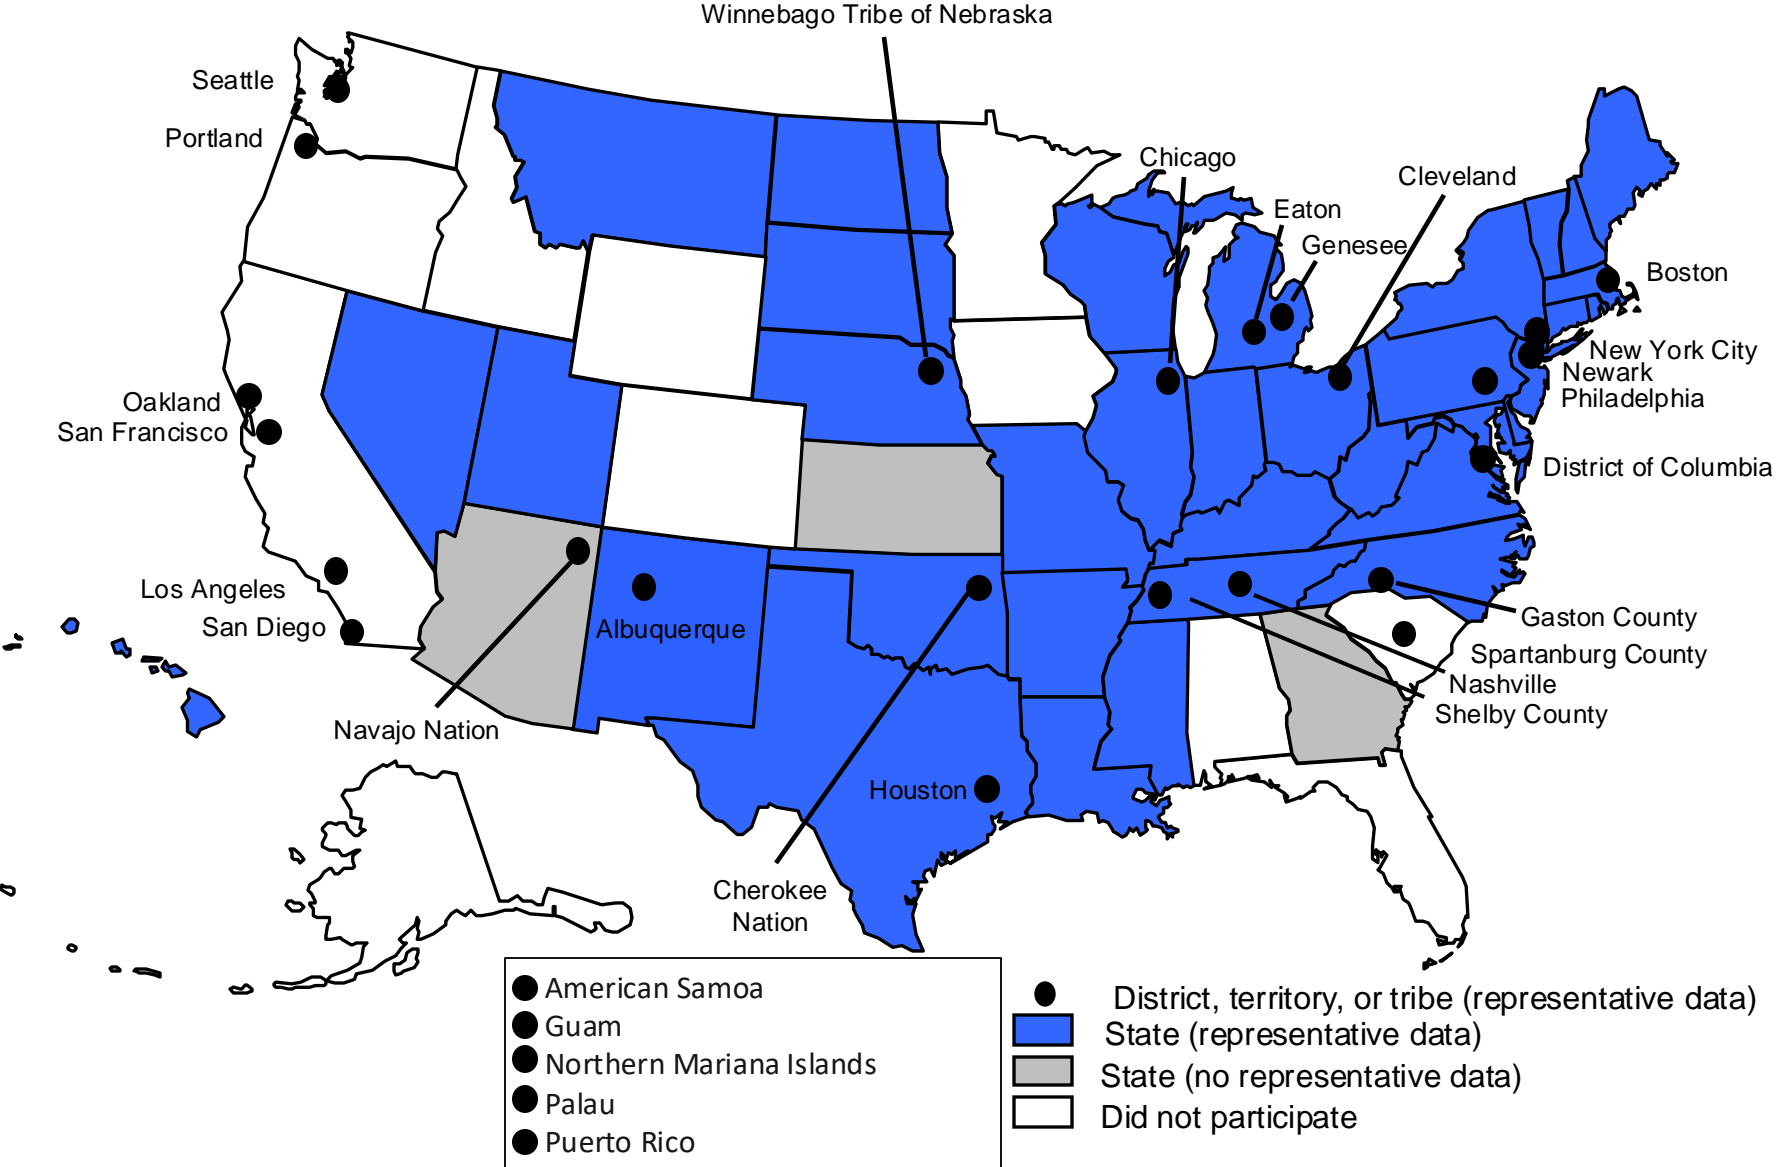 Winnebago Tribe of Nebraska
Seattle
Portland
Chicago
Cleveland
Eaton
Genesee
Boston
New York City
Newark
Philadelphia
Oakland
San Francisco
District of Columbia
Los Angeles
San Diego
Albuquerque
Gaston County
Spartanburg County
Nashville
Shelby County
Navajo Nation
Houston
Cherokee
Nation
American Samoa
Guam
Northern Mariana Islands
Palau
Puerto Rico
District, territory, or tribe (representative data)
State (representative data)
State (no representative data)
Did not participate